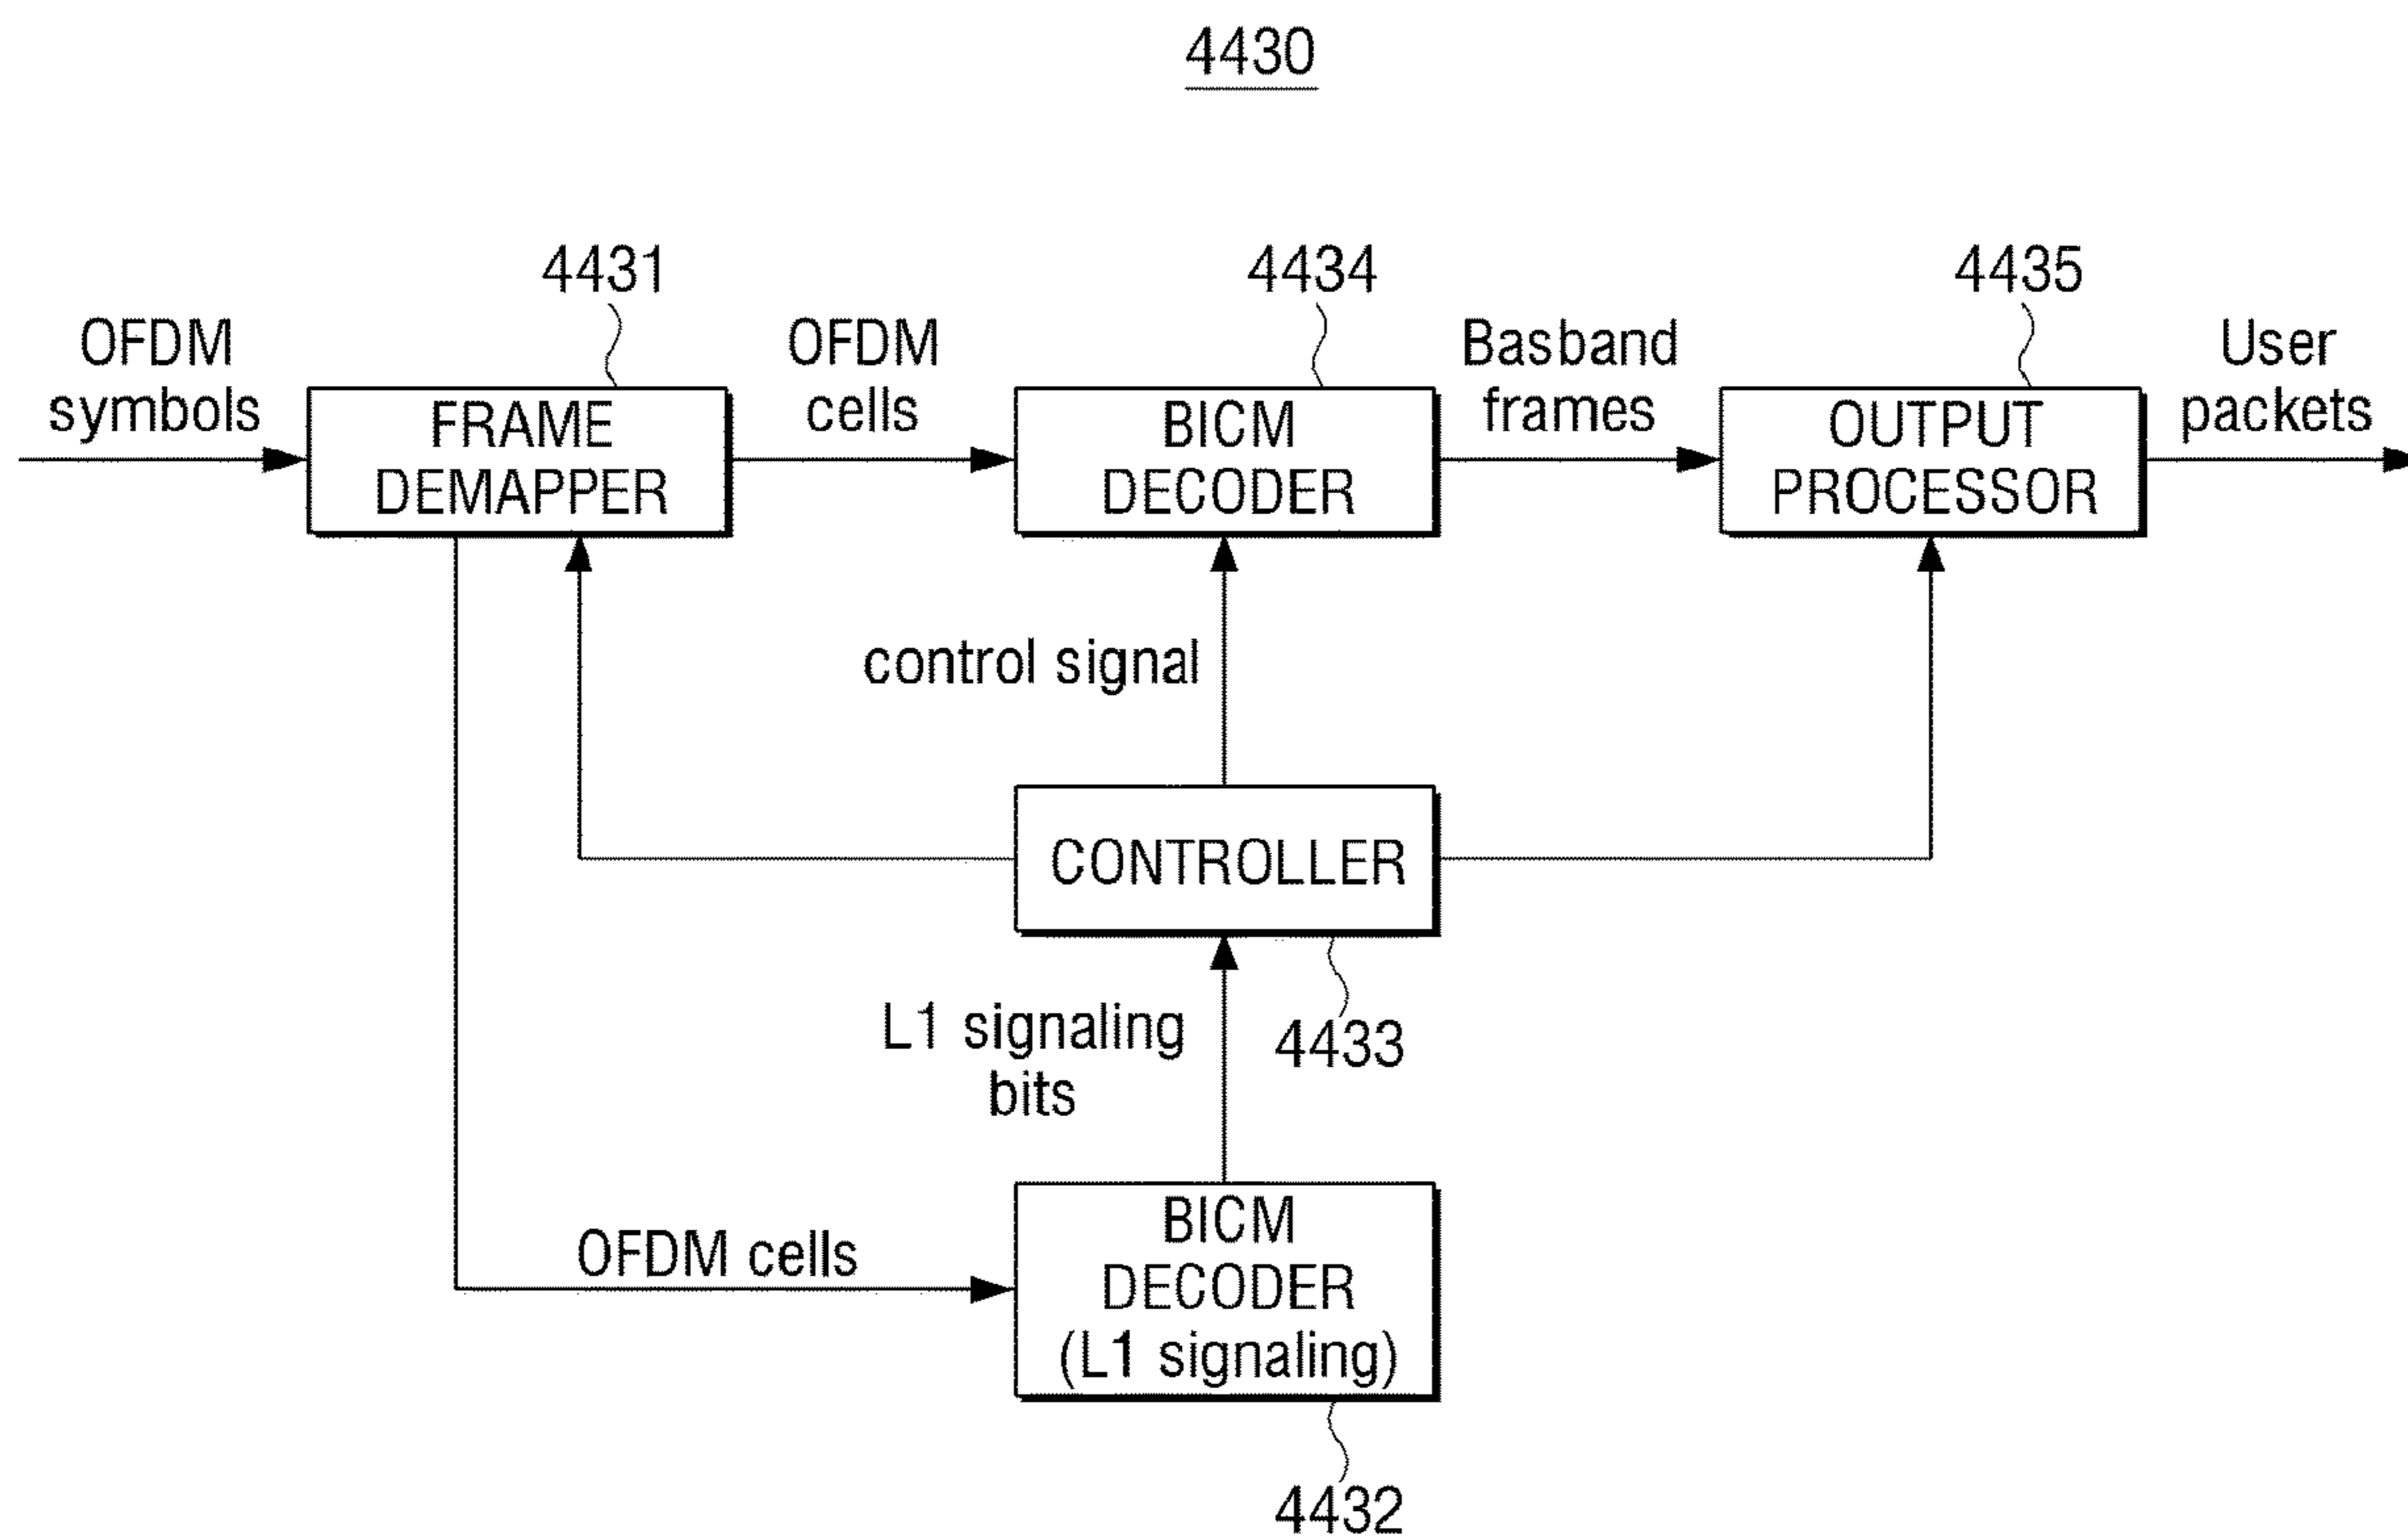 4430
4431
4434
4435
OFDM
symbols
FRAME
DEMAPPER
OFDM
cells
BICM
DECODER
Basband
frames
OUTPUT
PROCESSOR
User
packets
control signal
CONTROLLER
4433
L1 signaling
bits
OFDM cells
BICM
DECODER
(L1 signaling)
4432